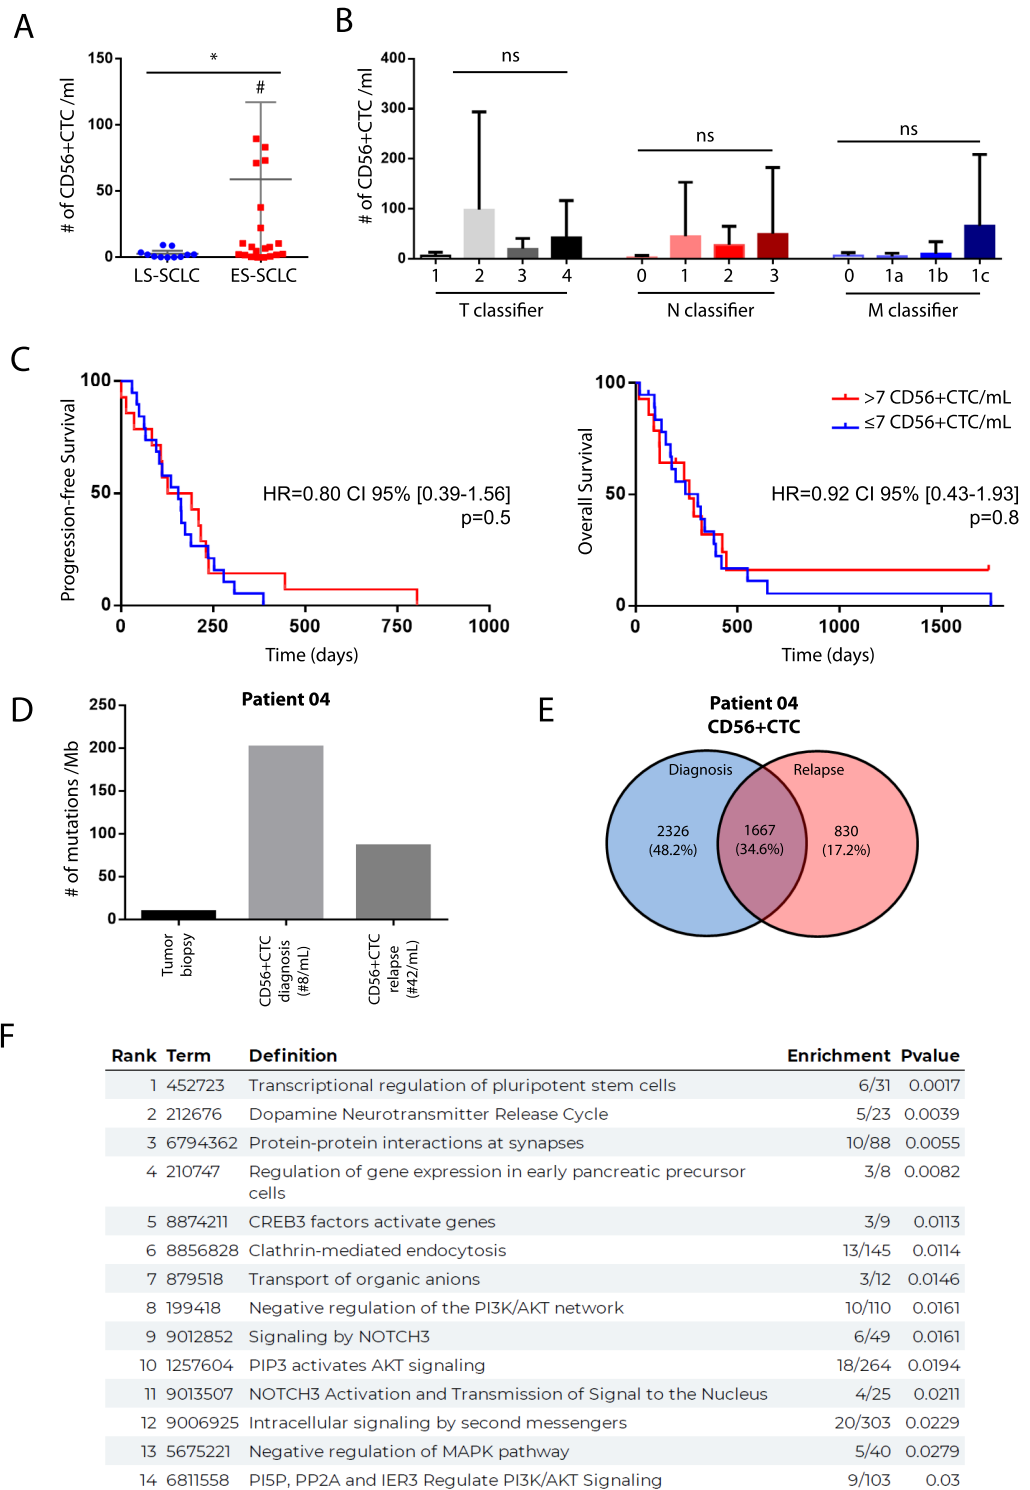 A
# of CD56+CTC /ml
150
100
50
0
*
#
LS-SCLC
ES-SCLC
B
# of CD56+CTC /ml
400
300
200
100
0
ns
ns
ns
1 2 3 4
0 1 2 3
0 1a 1b 1c
T classifier
N classifier
M classifier
C
Progression-free Survival
100
50
0
HR=0.80 CI 95% [0.39-1.56]
p=0.5
0 250 500 750 1000
Time (days)
Overall Survival
100
50
0
>7 CD56+CTC/mL
≤7 CD56+CTC/mL
HR=0.92 CI 95% [0.43-1.93]
p=0.8
0 500 1000 1500
Time (days)
D
Patient 04
# of mutations /Mb
250
200
150
100
50
0
Tumor
biopsy
CD56+CTC
diagnosis
(#8/mL)
CD56+CTC
relapse
(#42/mL)
E
Patient 04
CD56+CTC
Diagnosis
Relapse
2326
(48.2%)
1667
(34.6%)
830
(17.2%)
F
Rank Term Definition Enrichment Pvalue
1 452723 Transcriptional regulation of pluripotent stem cells 6/31 0.0017
2 212676 Dopamine Neurotransmitter Release Cycle 5/23 0.0039
3 6794362 Protein-protein interactions at synapses 10/88 0.0055
4 210747 Regulation of gene expression in early pancreatic precursor 3/8 0.0082
cells
5 8874211 CREB3 factors activate genes 3/9 0.0113
6 8856828 Clathrin-mediated endocytosis 13/145 0.0114
7 879518 Transport of organic anions 3/12 0.0146
8 199418 Negative regulation of the PI3K/AKT network 10/110 0.0161
9 9012852 Signaling by NOTCH3 6/49 0.0161
10 1257604 PIP3 activates AKT signaling 18/264 0.0194
11 9013507 NOTCH3 Activation and Transmission of Signal to the Nucleus 4/25 0.0211
12 9006925 Intracellular signaling by second messengers 20/303 0.0229
13 5675221 Negative regulation of MAPK pathway 5/40 0.0279
14 6811558 PI5P, PP2A and IER3 Regulate PI3K/AKT Signaling 9/103 0.03